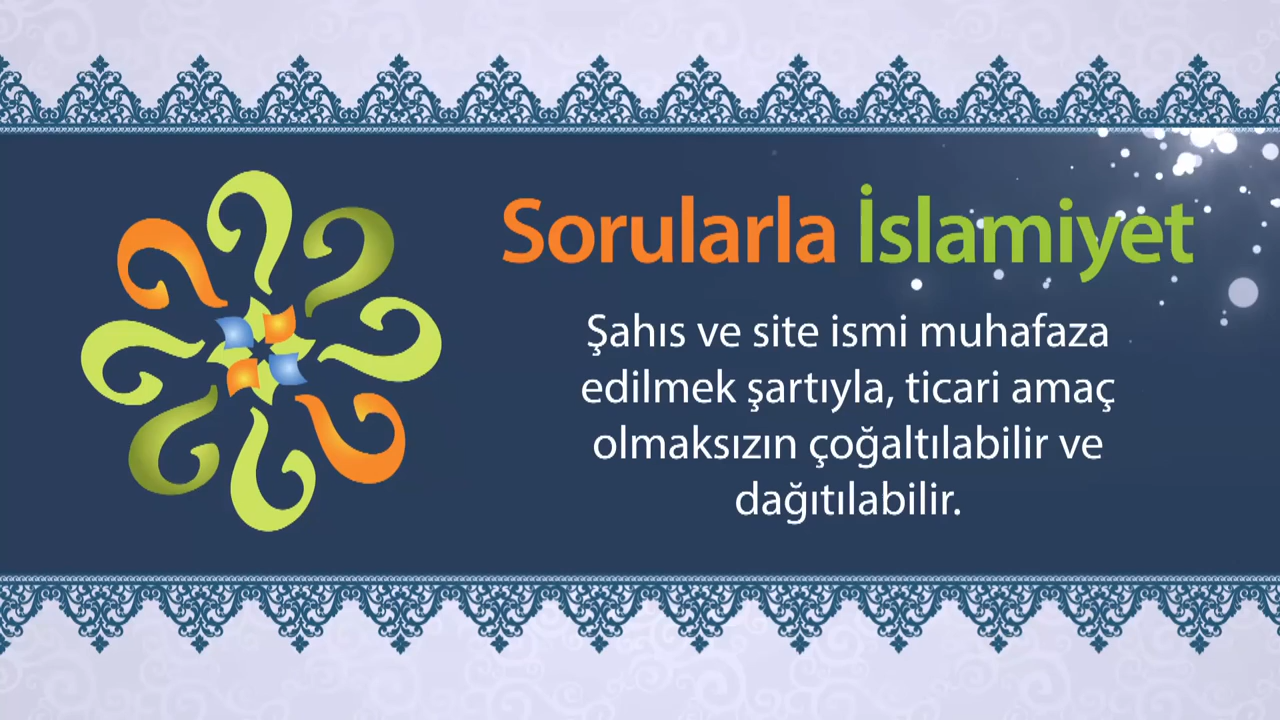 Sorularla İslamiyet
Şahıs ve site ismi muhafaza
edilmek şartıyla, ticari amaç
olmaksızın çoğaltılabilir ve
dağıtılabilir.